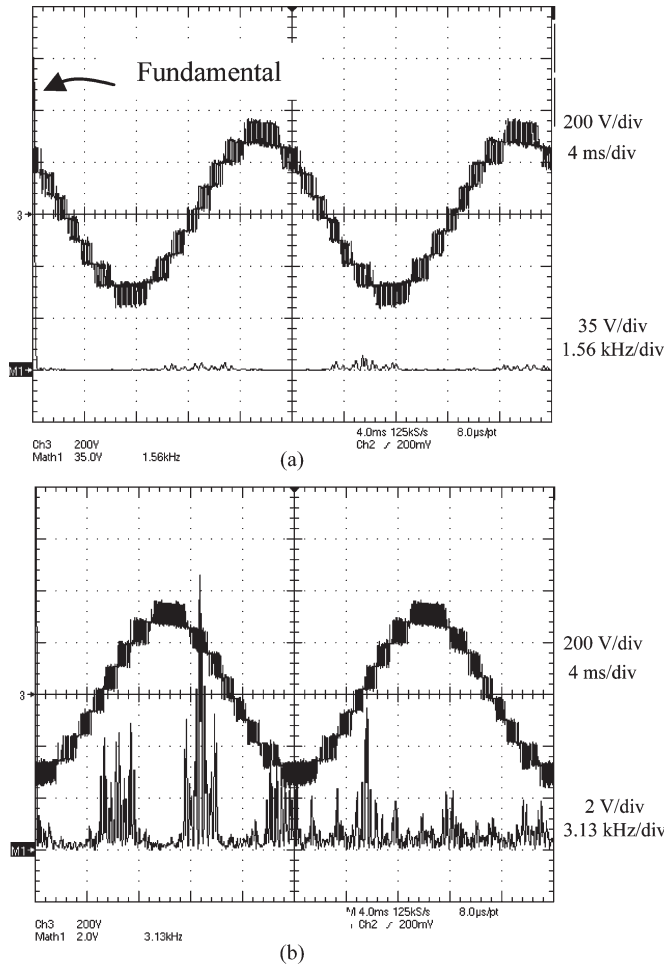 Fundamental
200 V/div
4 ms/div
3
35 V/div
1.56 kHz/div
M1
4.0ms 125kS/s 8.0µs/pt
Ch3 200V Ch2 200mV
Math1 35.0V 1.56kHz
(a)
200 V/div
4 ms/div
3
2 V/div
3.13 kHz/div
M1
M 4.0ms 125kS/s 8.0µs/pt
Ch3 200V Ch2 200mV
Math1 2.0V 3.13kHz
(b)